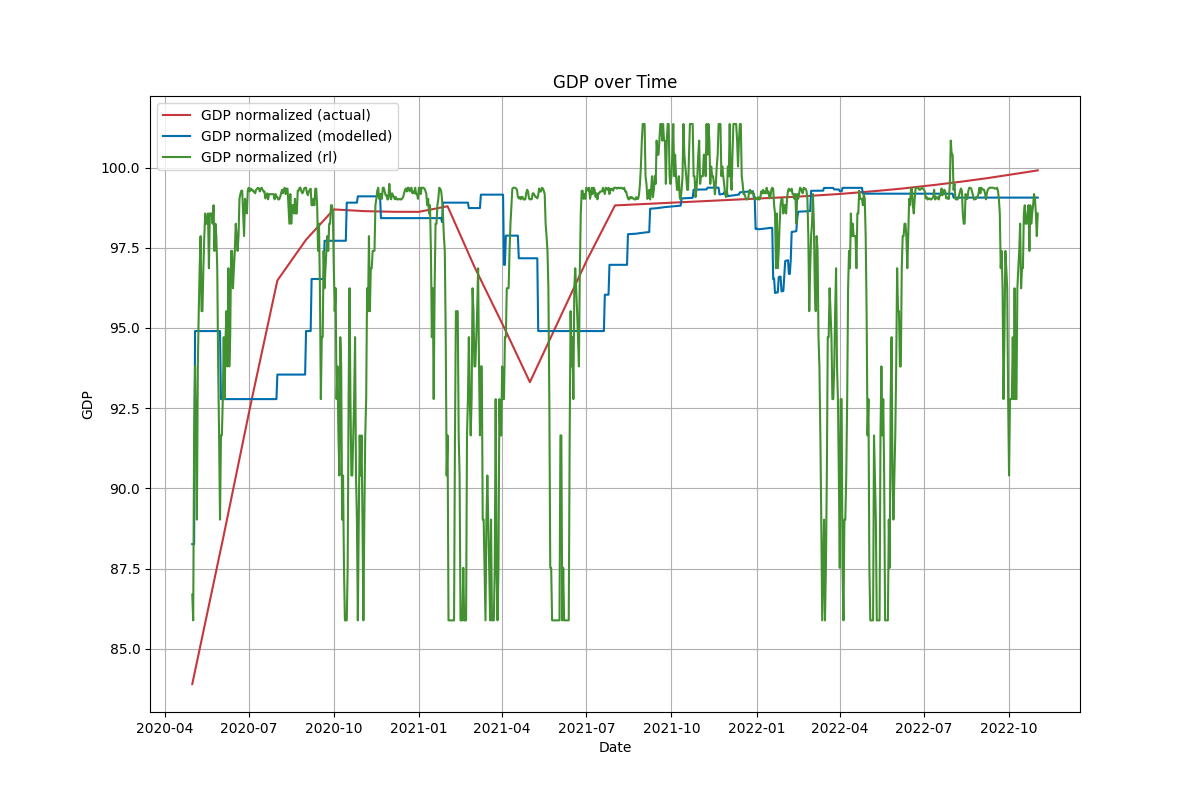 GDP over Time
GDP normalized (actual)
GDP normalized (modelled)
GDP normalized (rl)
100.0
97.5
95.0
92.5
90.0
87.5
85.0
GDP
2020-04 2020-07 2020-10 2021-01 2021-04 2021-07 2021-10 2022-01 2022-04 2022-07 2022-10
Date